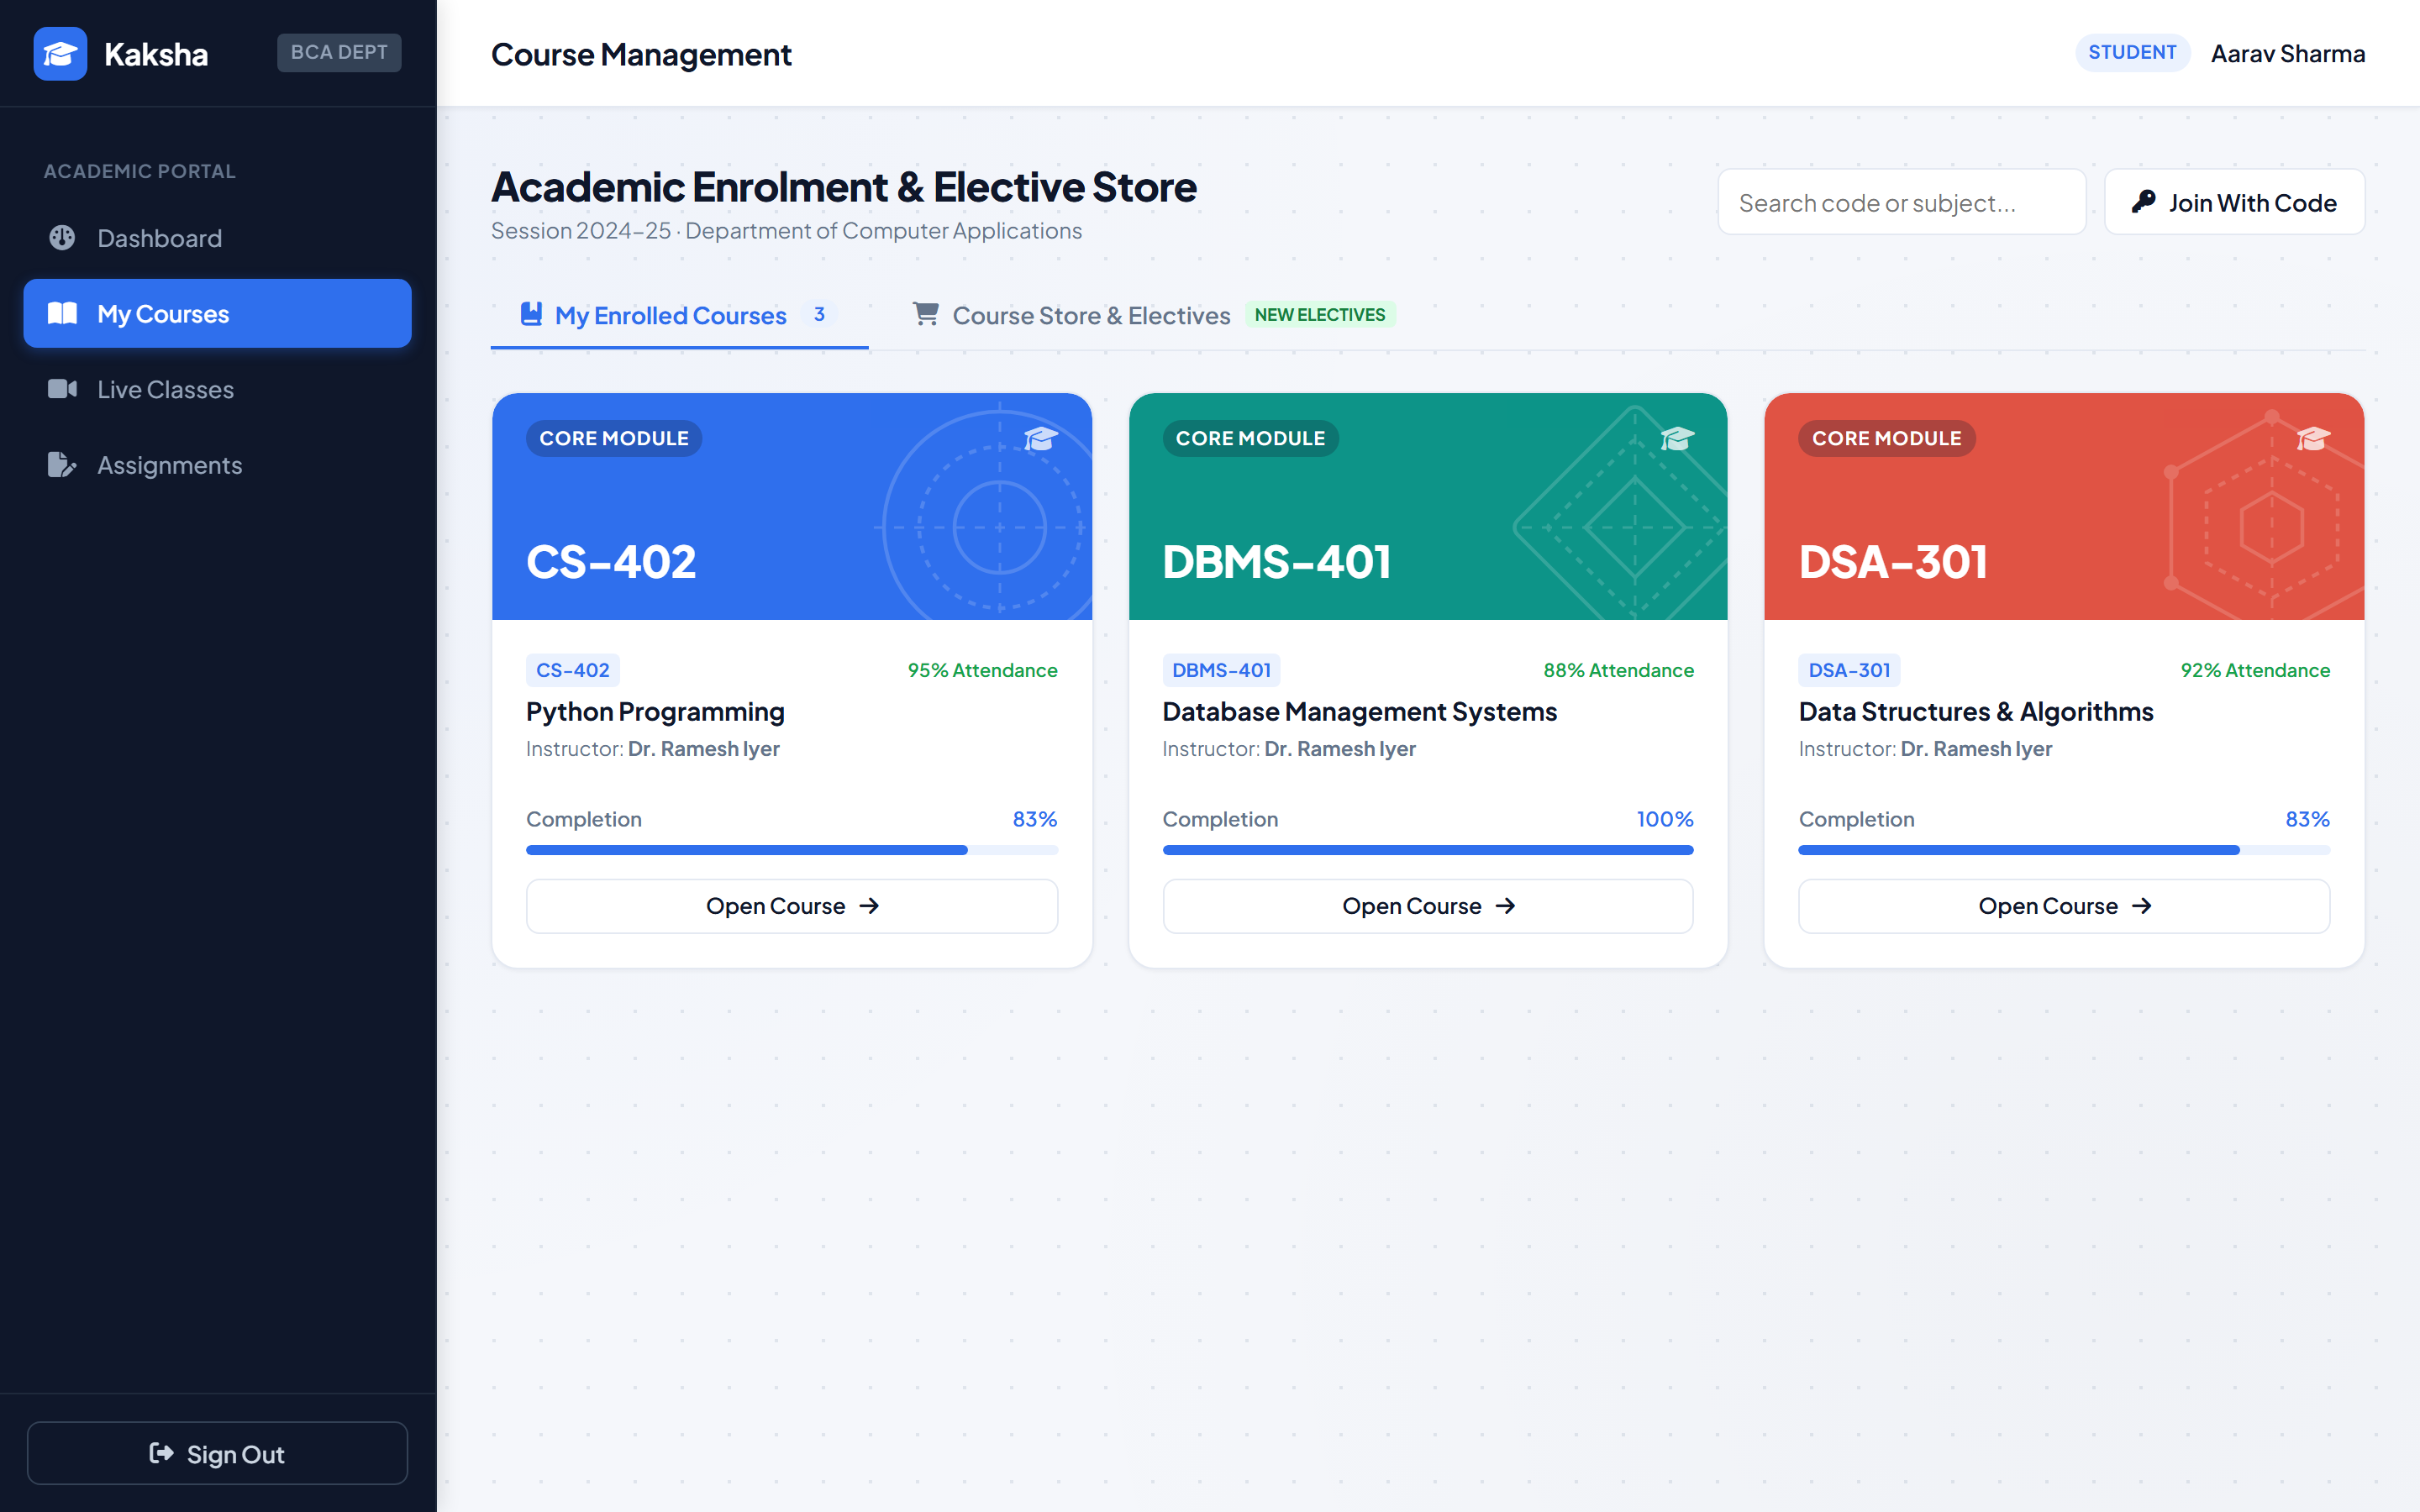 Kaksha
BCA DEPT
ACADEMIC PORTAL
Dashboard
My Courses
Live Classes
Assignments
Sign Out
Course Management
STUDENT
Aarav Sharma
Academic Enrolment & Elective Store
Session 2024–25 · Department of Computer Applications
Search code or subject...
Join With Code
My Enrolled Courses 3
Course Store & Electives NEW ELECTIVES
CORE MODULE
CS-402
CS-402
95% Attendance
Python Programming
Instructor: Dr. Ramesh Iyer
Completion 83%
Open Course →
CORE MODULE
DBMS-401
DBMS-401
88% Attendance
Database Management Systems
Instructor: Dr. Ramesh Iyer
Completion 100%
Open Course →
CORE MODULE
DSA-301
DSA-301
92% Attendance
Data Structures & Algorithms
Instructor: Dr. Ramesh Iyer
Completion 83%
Open Course →